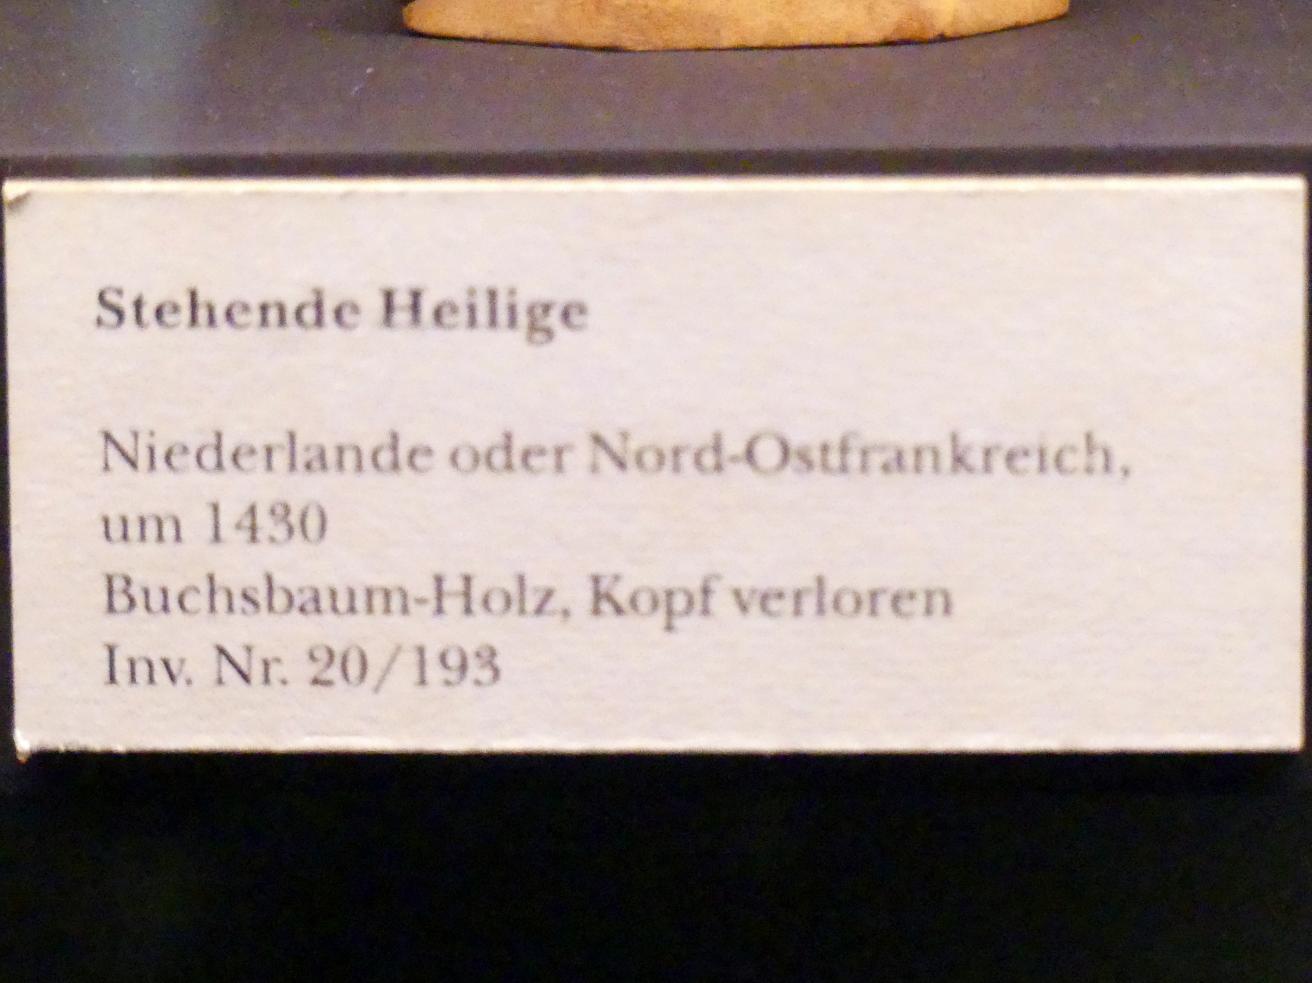 Stehende Heilige
Niederlande oder Nord-Ostfrankreich,
um 1430
Buchsbaum-Holz, Kopf verloren
Inv. Nr. 20/193